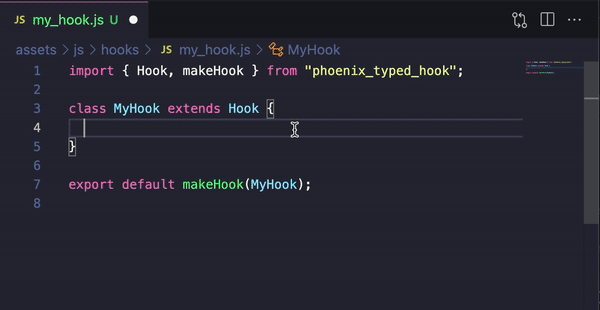 JS my_hook.js U
assets > js > hooks > JS my_hook.js > MyHook
1 import { Hook, makeHook } from "phoenix_typed_hook";
2
3 class MyHook extends Hook {
4
5 }
6
7 export default makeHook(MyHook);
8